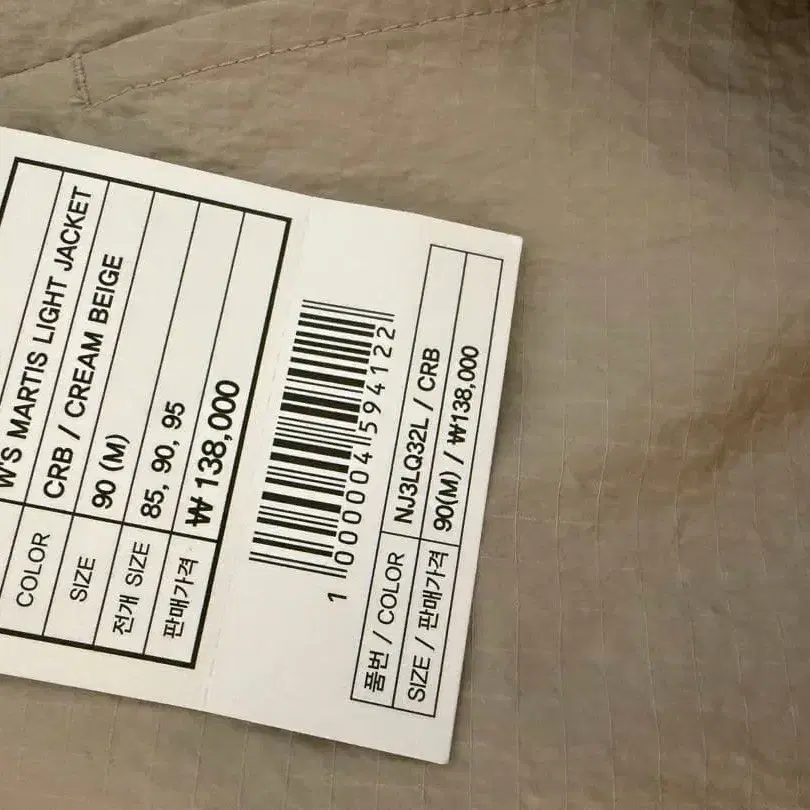 W'S MARTIS LIGHT JACKET
COLOR CRB / CREAM BEIGE
SIZE 90 (M)
전개 SIZE 85, 90, 95
판매가격 ₩ 138,000
1 000004 594122
품번 / COLOR NJ3LQ32L / CRB
SIZE / 판매가격 90(M) / ₩138,000